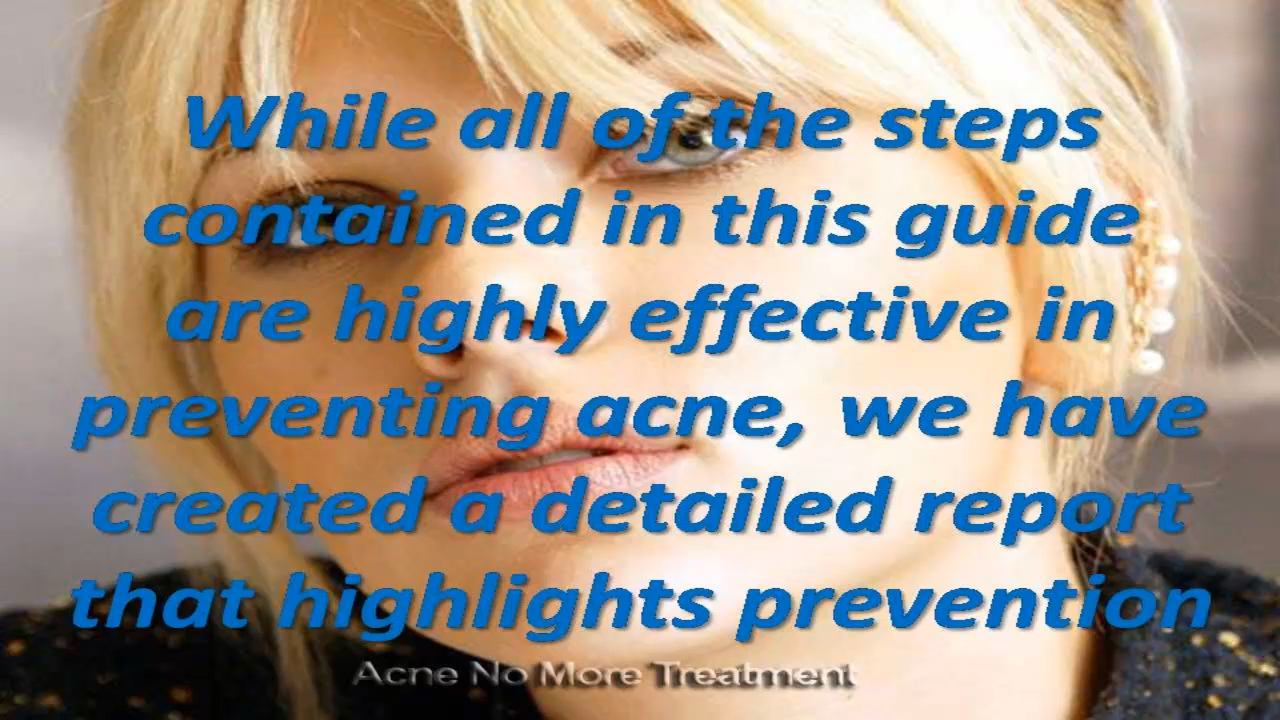 While all of the steps
contained in this guide
are highly effective in
preventing acne, we have
created a detailed report
that highlights prevention
Acne No More Treatment